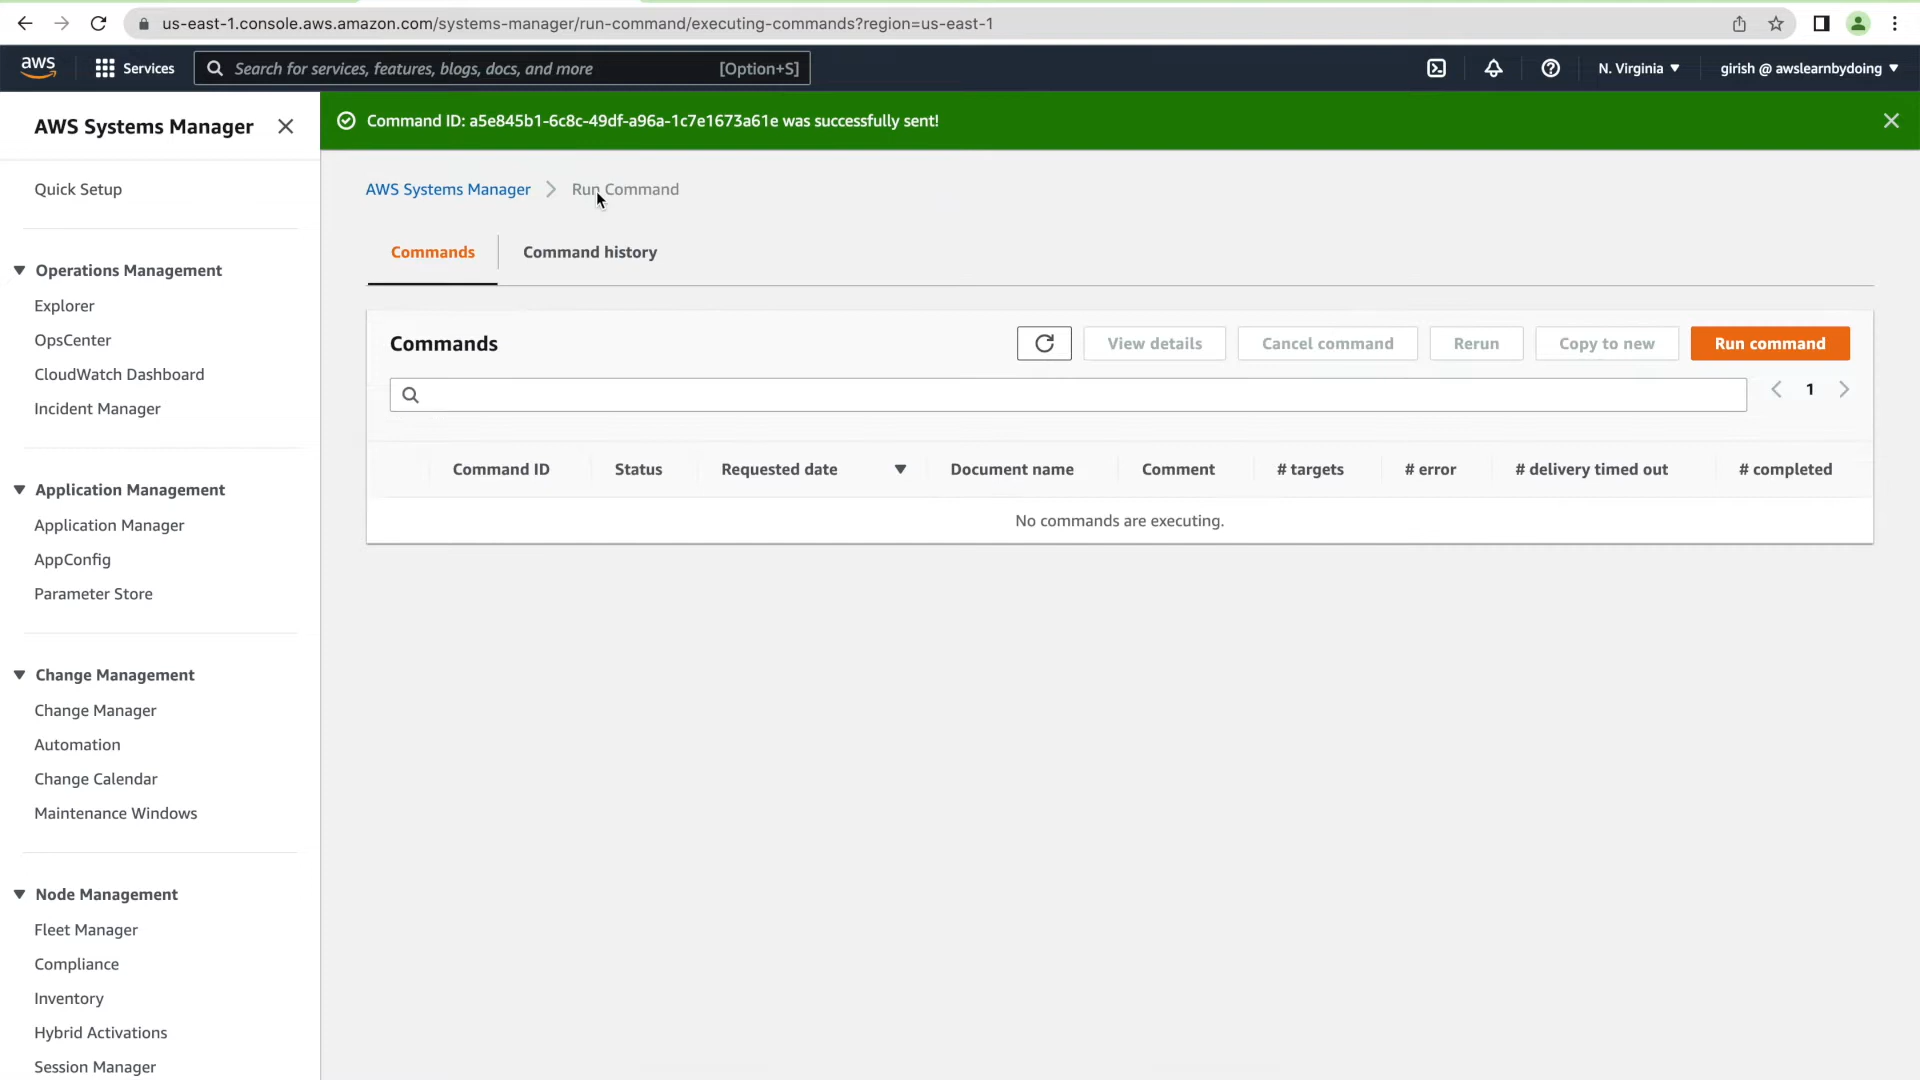 us-east-1.console.aws.amazon.com/systems-manager/run-command/executing-commands?region=us-east-1
aws
Services
Search for services, features, blogs, docs, and more
[Option+S]
N. Virginia
girish @ awslearnbydoing
AWS Systems Manager
Command ID: a5e845b1-6c8c-49df-a96a-1c7e1673a61e was successfully sent!
Quick Setup
Operations Management
Explorer
OpsCenter
CloudWatch Dashboard
Incident Manager
Application Management
Application Manager
AppConfig
Parameter Store
Change Management
Change Manager
Automation
Change Calendar
Maintenance Windows
Node Management
Fleet Manager
Compliance
Inventory
Hybrid Activations
Session Manager
AWS Systems Manager > Run Command
Commands
Command history
Commands
View details
Cancel command
Rerun
Copy to new
Run command
1
Command ID
Status
Requested date
Document name
Comment
# targets
# error
# delivery timed out
# completed
No commands are executing.